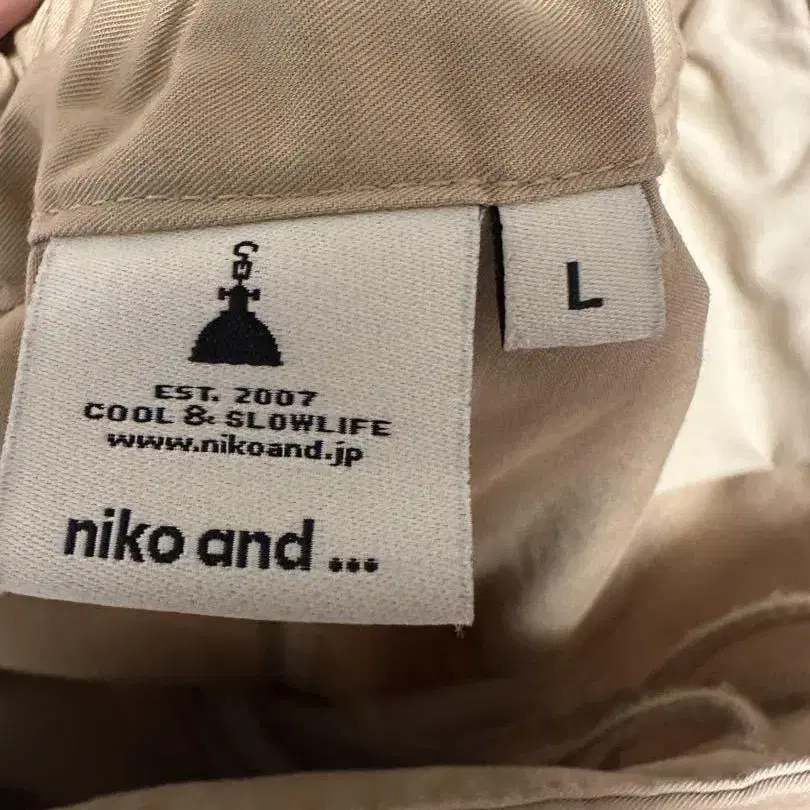 EST. 2007
COOL & SLOWLIFE
www.nikoand.jp
niko and ...
L